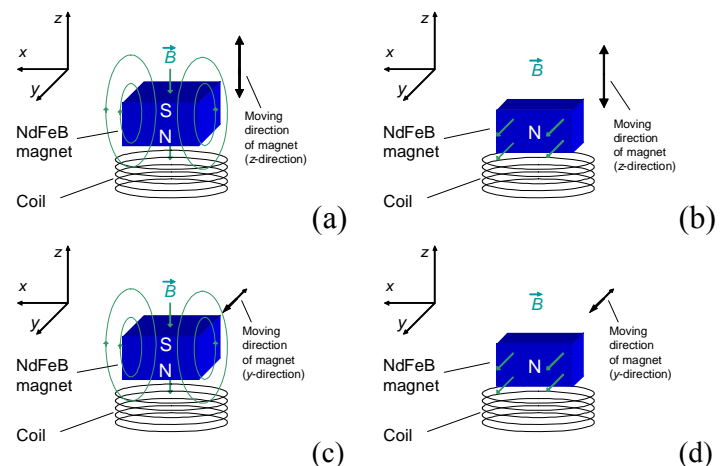 z
x
y
B
S
N
NdFeB
magnet
Coil
Moving
direction
of magnet
(z-direction)
(a)
z
x
y
B
N
NdFeB
magnet
Coil
Moving
direction
of magnet
(z-direction)
(b)
z
x
y
B
S
N
NdFeB
magnet
Coil
Moving
direction
of magnet
(y-direction)
(c)
z
x
y
B
N
NdFeB
magnet
Coil
Moving
direction
of magnet
(y-direction)
(d)